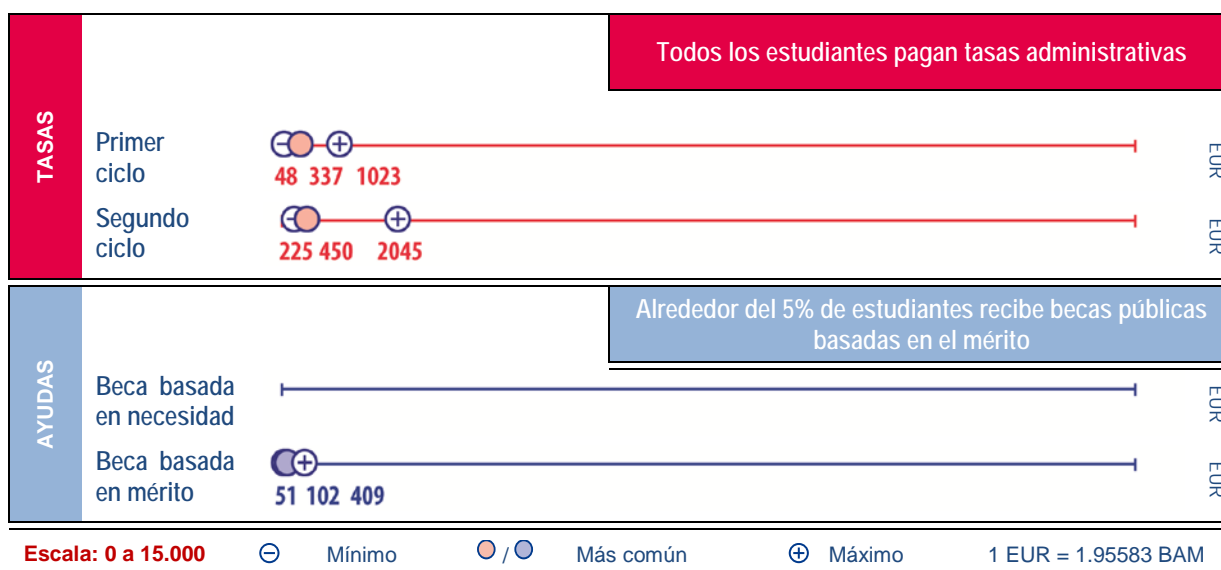 Todos los estudiantes pagan tasas administrativas
TASAS
Primer
ciclo
48 337 1023
EUR
Segundo
ciclo
225 450 2045
EUR
Alrededor del 5% de estudiantes recibe becas públicas
basadas en el mérito
AYUDAS
Beca basada
en necesidad
EUR
Beca basada
en mérito
51 102 409
EUR
Escala: 0 a 15.000 Mínimo / Más común Máximo 1 EUR = 1.95583 BAM